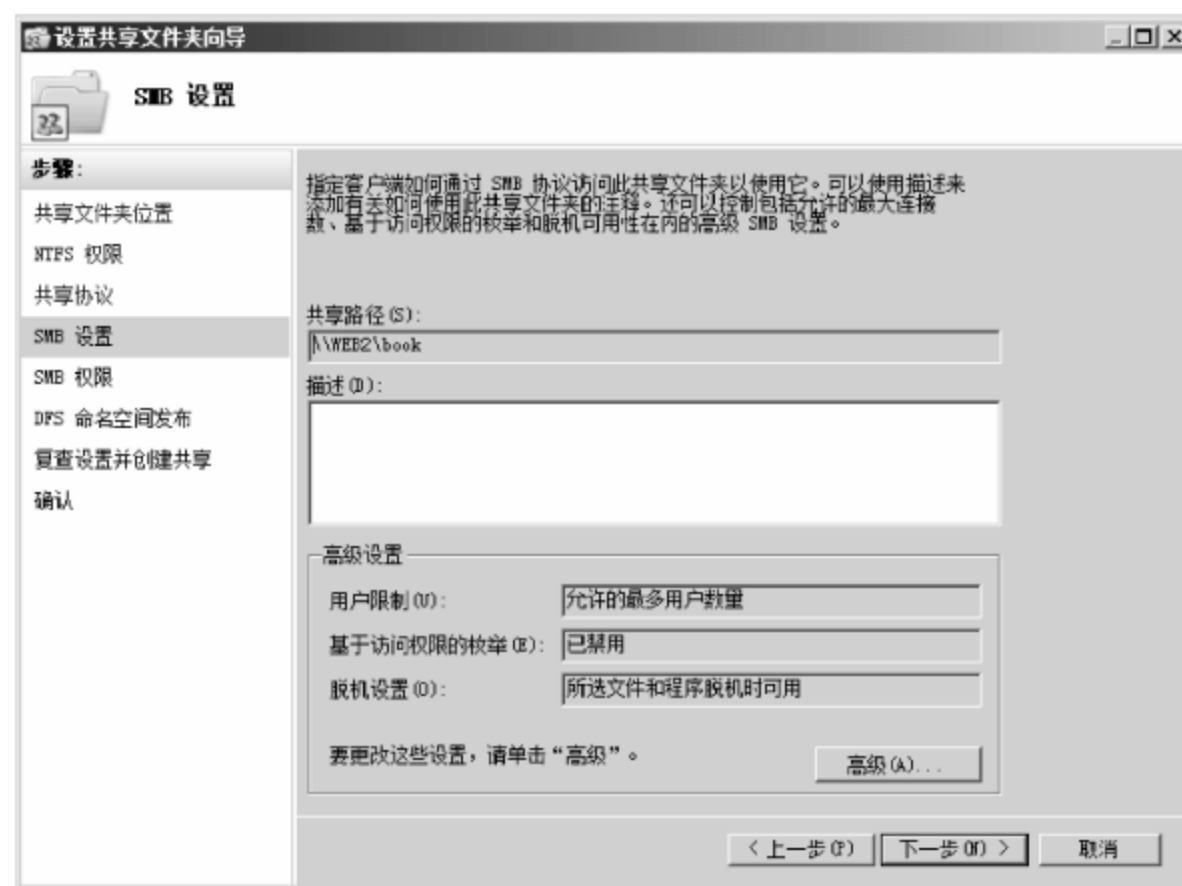 设置共享文件夹向导
SMB 设置
步骤:
共享文件夹位置
NTFS 权限
共享协议
SMB 设置
SMB 权限
DFS 命名空间发布
复查设置并创建共享
确认
指定客户端如何通过 SMB 协议访问此共享文件夹以使用它。可以使用描述来
添加有关如何使用此共享文件夹的注释。还可以控制包括允许的最大连接
数、基于访问权限的枚举和脱机可用性在内的高级 SMB 设置。
共享路径(S):
\\WEB2\book
描述(D):
高级设置
用户限制(U): 允许的最多用户数量
基于访问权限的枚举(E): 已禁用
脱机设置(O): 所选文件和程序脱机时可用
要更改这些设置，请单击“高级”。
高级(A)...
< 上一步(P) 下一步(N) > 取消